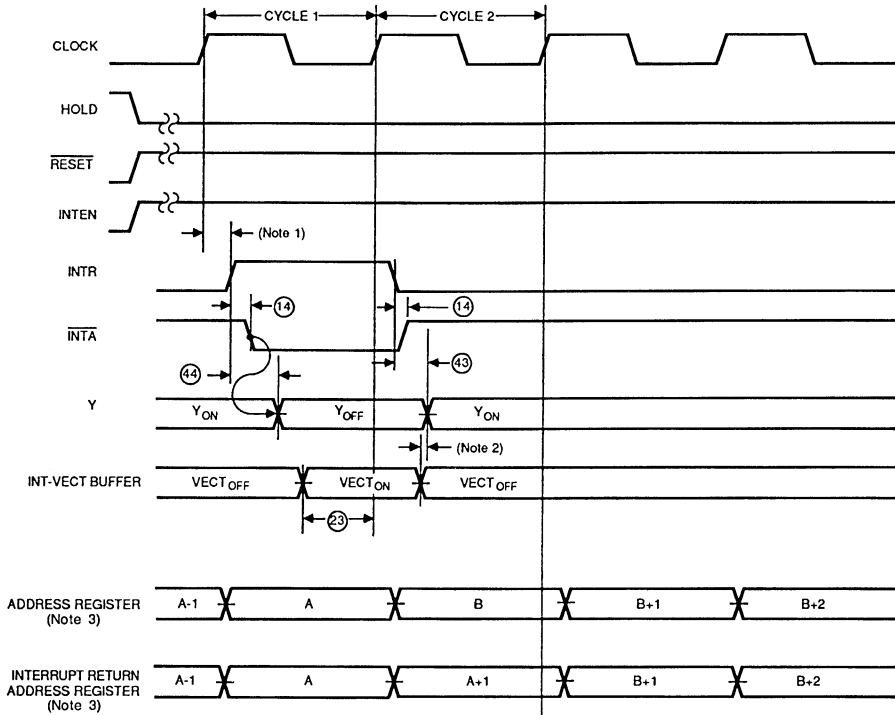 CYCLE 1 CYCLE 2
CLOCK
HOLD
RESET
INTEN
(Note 1)
INTR
14 14
INTA
44 43
Y YON YOFF YON
(Note 2)
INT-VECT BUFFER VECTOFF VECTON VECTOFF
23
ADDRESS REGISTER
(Note 3)
A-1 A B B+1 B+2
INTERRUPT RETURN
ADDRESS REGISTER
(Note 3)
A-1 A A+1 B+1 B+2